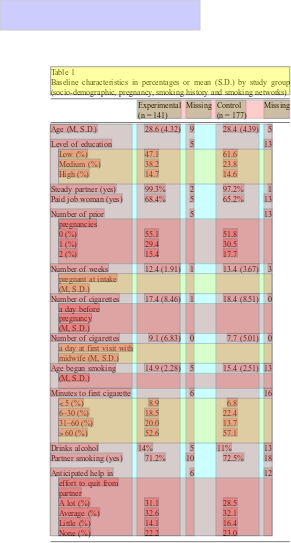 Table 1
Baseline characteristics in percentages or mean (S.D.) by study group
(socio-demographic, pregnancy, smoking history and smoking networks).
Experimental Missing Control Missing
(n = 141) (n = 177)
Age (M, S.D.) 28.6 (4.32) 9 28.4 (4.39) 5
Level of education 5 13
Low (%) 47.1 61.6
Medium (%) 38.2 23.8
High (%) 14.7 14.6
Steady partner (yes) 99.3% 2 97.2% 1
Paid job woman (yes) 68.4% 5 65.2% 13
Number of prior 5 13
pregnancies
0 (%) 55.1 51.8
1 (%) 29.4 30.5
2 (%) 15.4 17.7
Number of weeks 12.4 (1.91) 1 13.4 (3.67) 3
pregnant at intake
(M, S.D.)
Number of cigarettes 17.4 (8.46) 1 18.4 (8.51) 0
a day before
pregnancy
(M, S.D.)
Number of cigarettes 9.1 (6.83) 0 7.7 (5.01) 0
a day at first visit with
midwife (M, S.D.)
Age began smoking 14.9 (2.28) 5 15.4 (2.51) 13
(M, S.D.)
Minutes to first cigarette 6 16
<5 (%) 8.9 6.8
6–30 (%) 18.5 22.4
31–60 (%) 20.0 13.7
>60 (%) 52.6 57.1
Drinks alcohol 14% 5 11% 13
Partner smoking (yes) 71.2% 10 72.5% 18
Anticipated help in 6 12
effort to quit from
partner
A lot (%) 31.1 28.5
Average (%) 32.6 32.1
Little (%) 14.1 16.4
None (%) 22.2 23.0